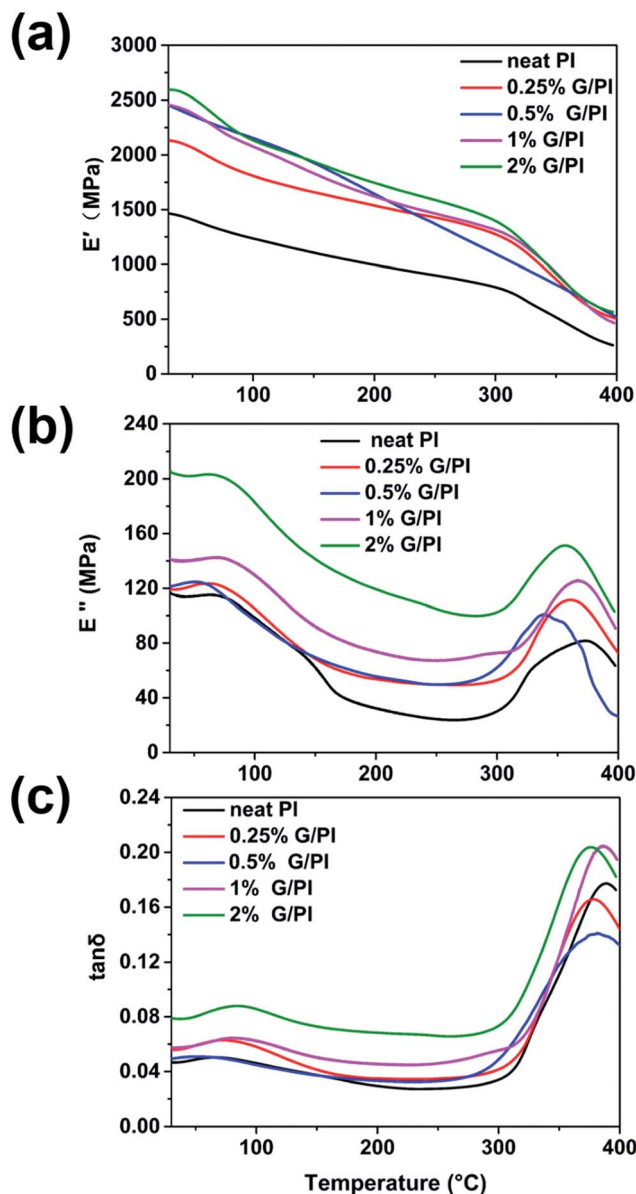 (a)
3000
2500
2000
1500
1000
500
0
E′ (MPa)
neat PI
0.25% G/PI
0.5% G/PI
1% G/PI
2% G/PI
100
200
300
400
(b)
240
200
160
120
80
40
0
E " (MPa)
neat PI
0.25% G/PI
0.5% G/PI
1% G/PI
2% G/PI
100
200
300
400
(c)
0.24
0.20
0.16
0.12
0.08
0.04
0.00
tanδ
neat PI
0.25% G/PI
0.5% G/PI
1% G/PI
2% G/PI
100
200
300
400
Temperature (°C)